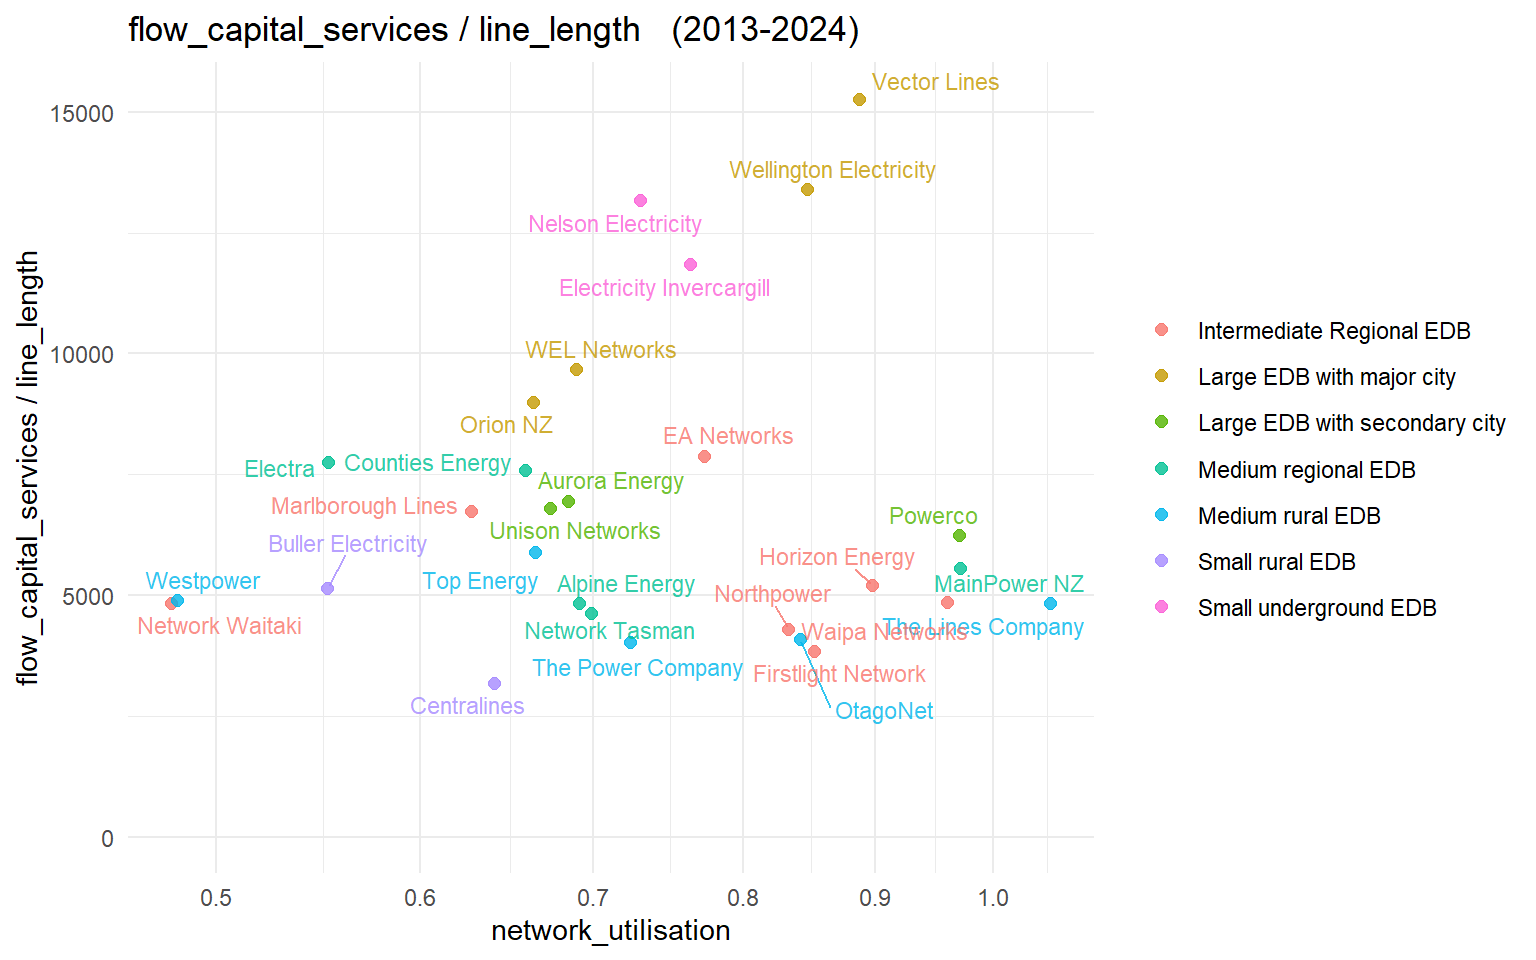 flow_capital_services / line_length   (2013-2024)
Vector Lines
15000
Wellington Electricity
Nelson Electricity
Electricity Invercargill
WEL Networks
10000
Orion NZ
EA Networks
Electra
Counties Energy
Aurora Energy
Marlborough Lines
Powerco
Unison Networks
Buller Electricity
Horizon Energy
Westpower
Top Energy
Alpine Energy
MainPower NZ
5000
Northpower
Network Waitaki
Network Tasman
Waipa Networks
The Lines Company
The Power Company
Firstlight Network
Centralines
OtagoNet
0
0.5
0.6
0.7
0.8
0.9
1.0
network_utilisation
flow_capital_services / line_length
Intermediate Regional EDB
Large EDB with major city
Large EDB with secondary city
Medium regional EDB
Medium rural EDB
Small rural EDB
Small underground EDB